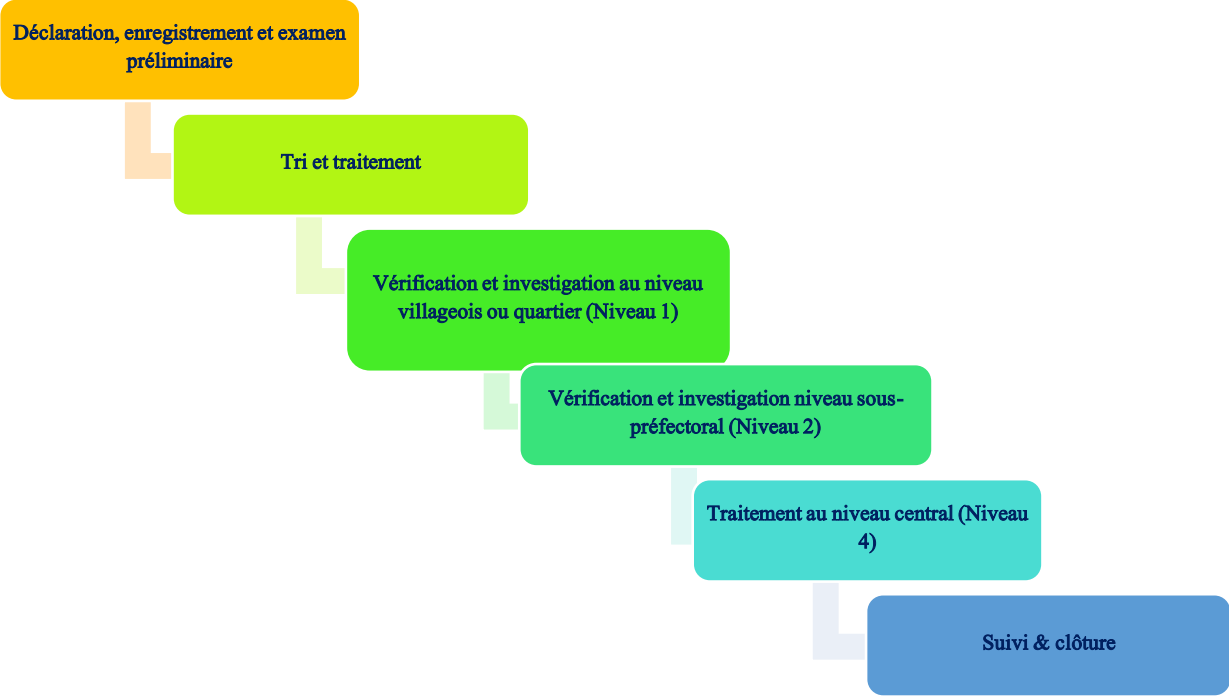 Déclaration, enregistrement et examen
préliminaire
Tri et traitement
Vérification et investigation au niveau
villageois ou quartier (Niveau 1)
Vérification et investigation niveau sous-
préfectoral (Niveau 2)
Traitement au niveau central (Niveau
4)
Suivi & clôture